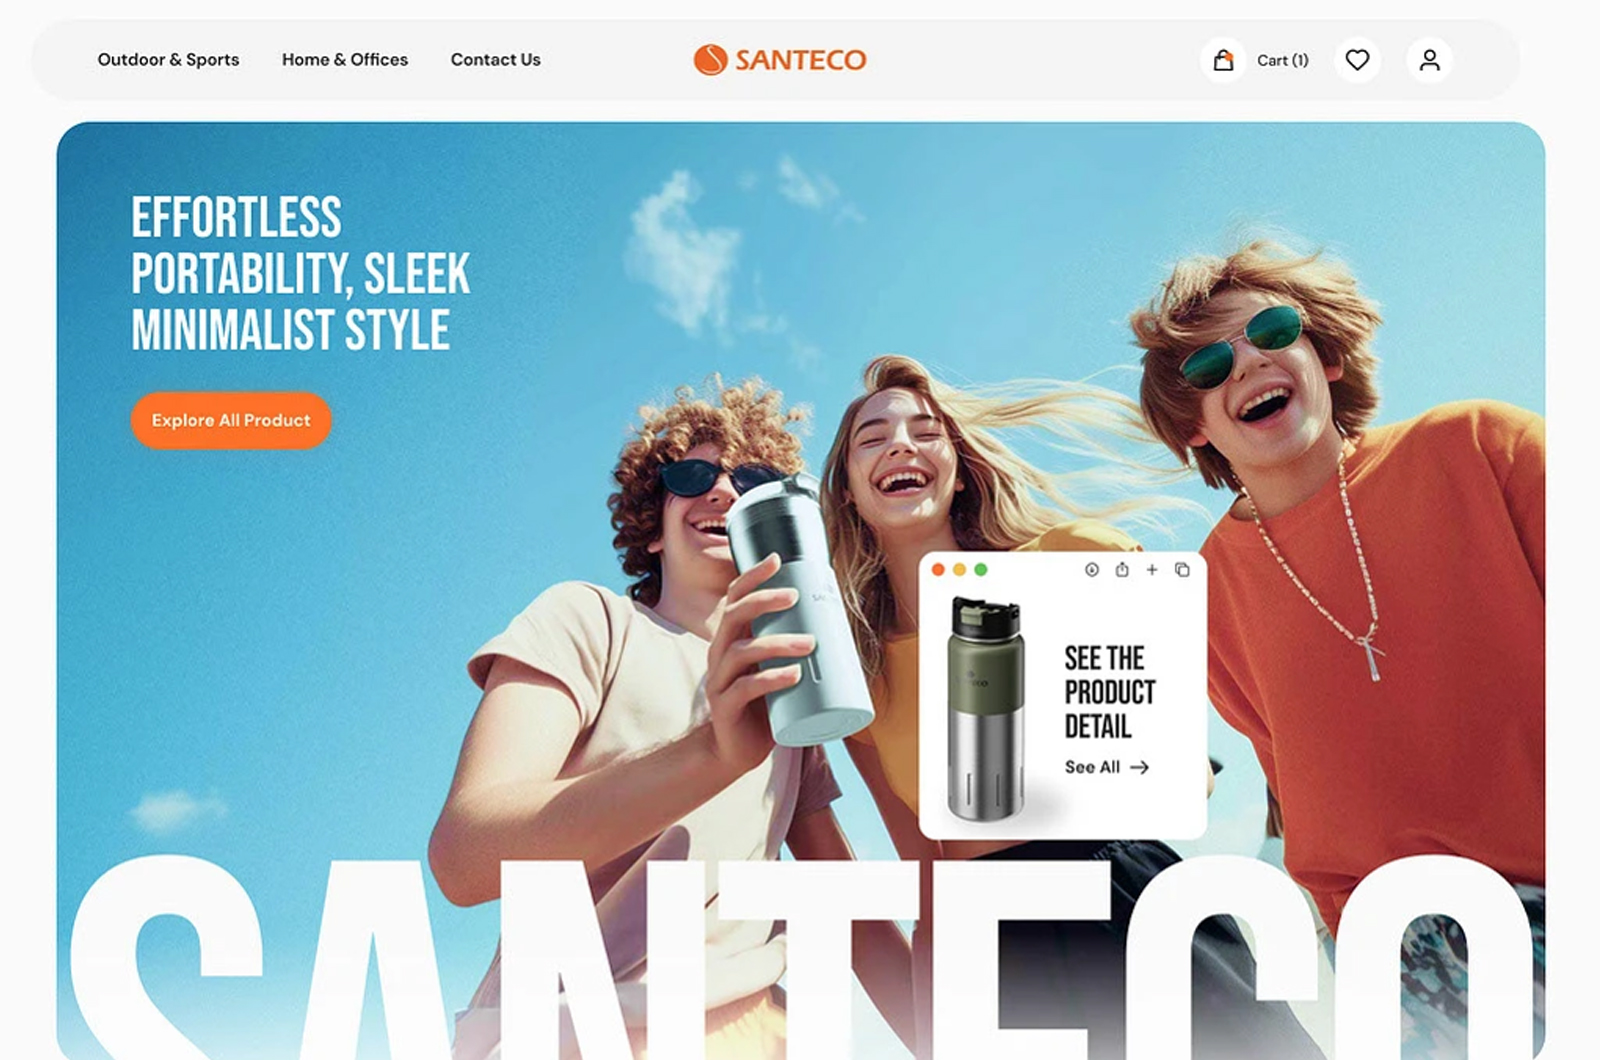 Outdoor & Sports
Home & Offices
Contact Us
SANTECO
Cart (1)
EFFORTLESS
PORTABILITY, SLEEK
MINIMALIST STYLE
Explore All Product
SEE THE
PRODUCT
DETAIL
See All
SANTECO